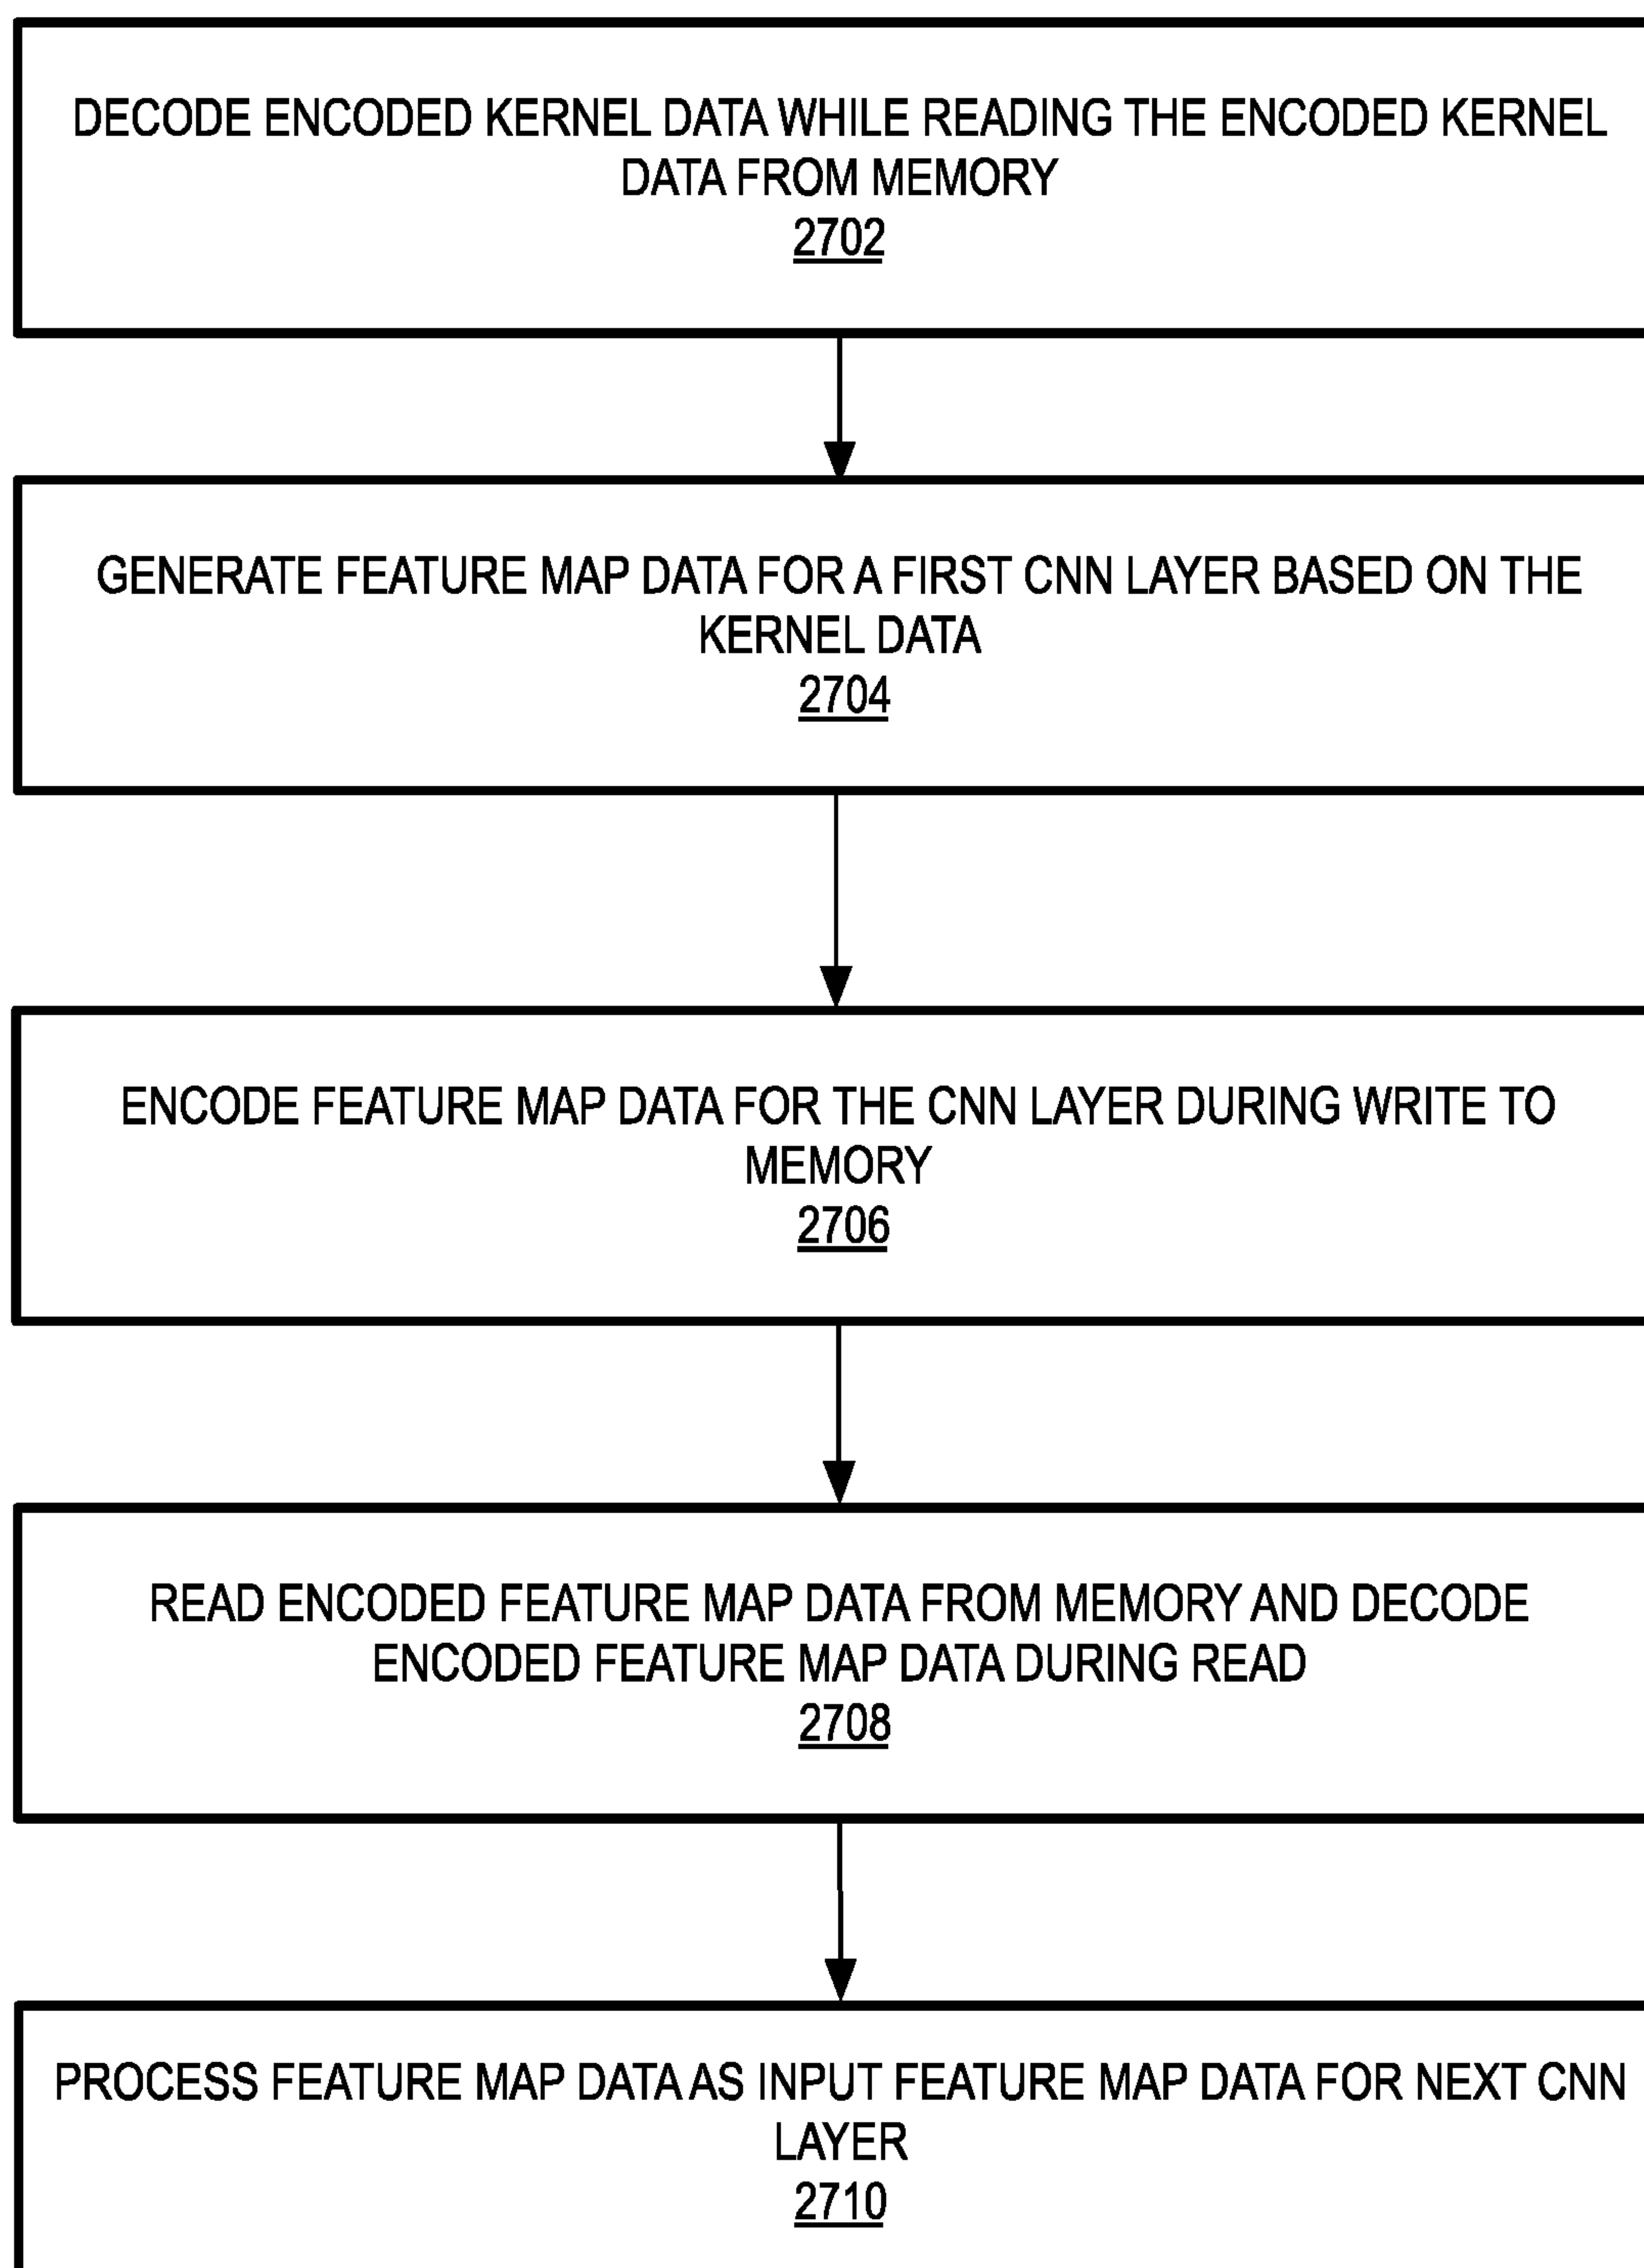 DECODE ENCODED KERNEL DATA WHILE READING THE ENCODED KERNEL
DATA FROM MEMORY
2702
GENERATE FEATURE MAP DATA FOR A FIRST CNN LAYER BASED ON THE
KERNEL DATA
2704
ENCODE FEATURE MAP DATA FOR THE CNN LAYER DURING WRITE TO
MEMORY
2706
READ ENCODED FEATURE MAP DATA FROM MEMORY AND DECODE
ENCODED FEATURE MAP DATA DURING READ
2708
PROCESS FEATURE MAP DATA AS INPUT FEATURE MAP DATA FOR NEXT CNN
LAYER
2710